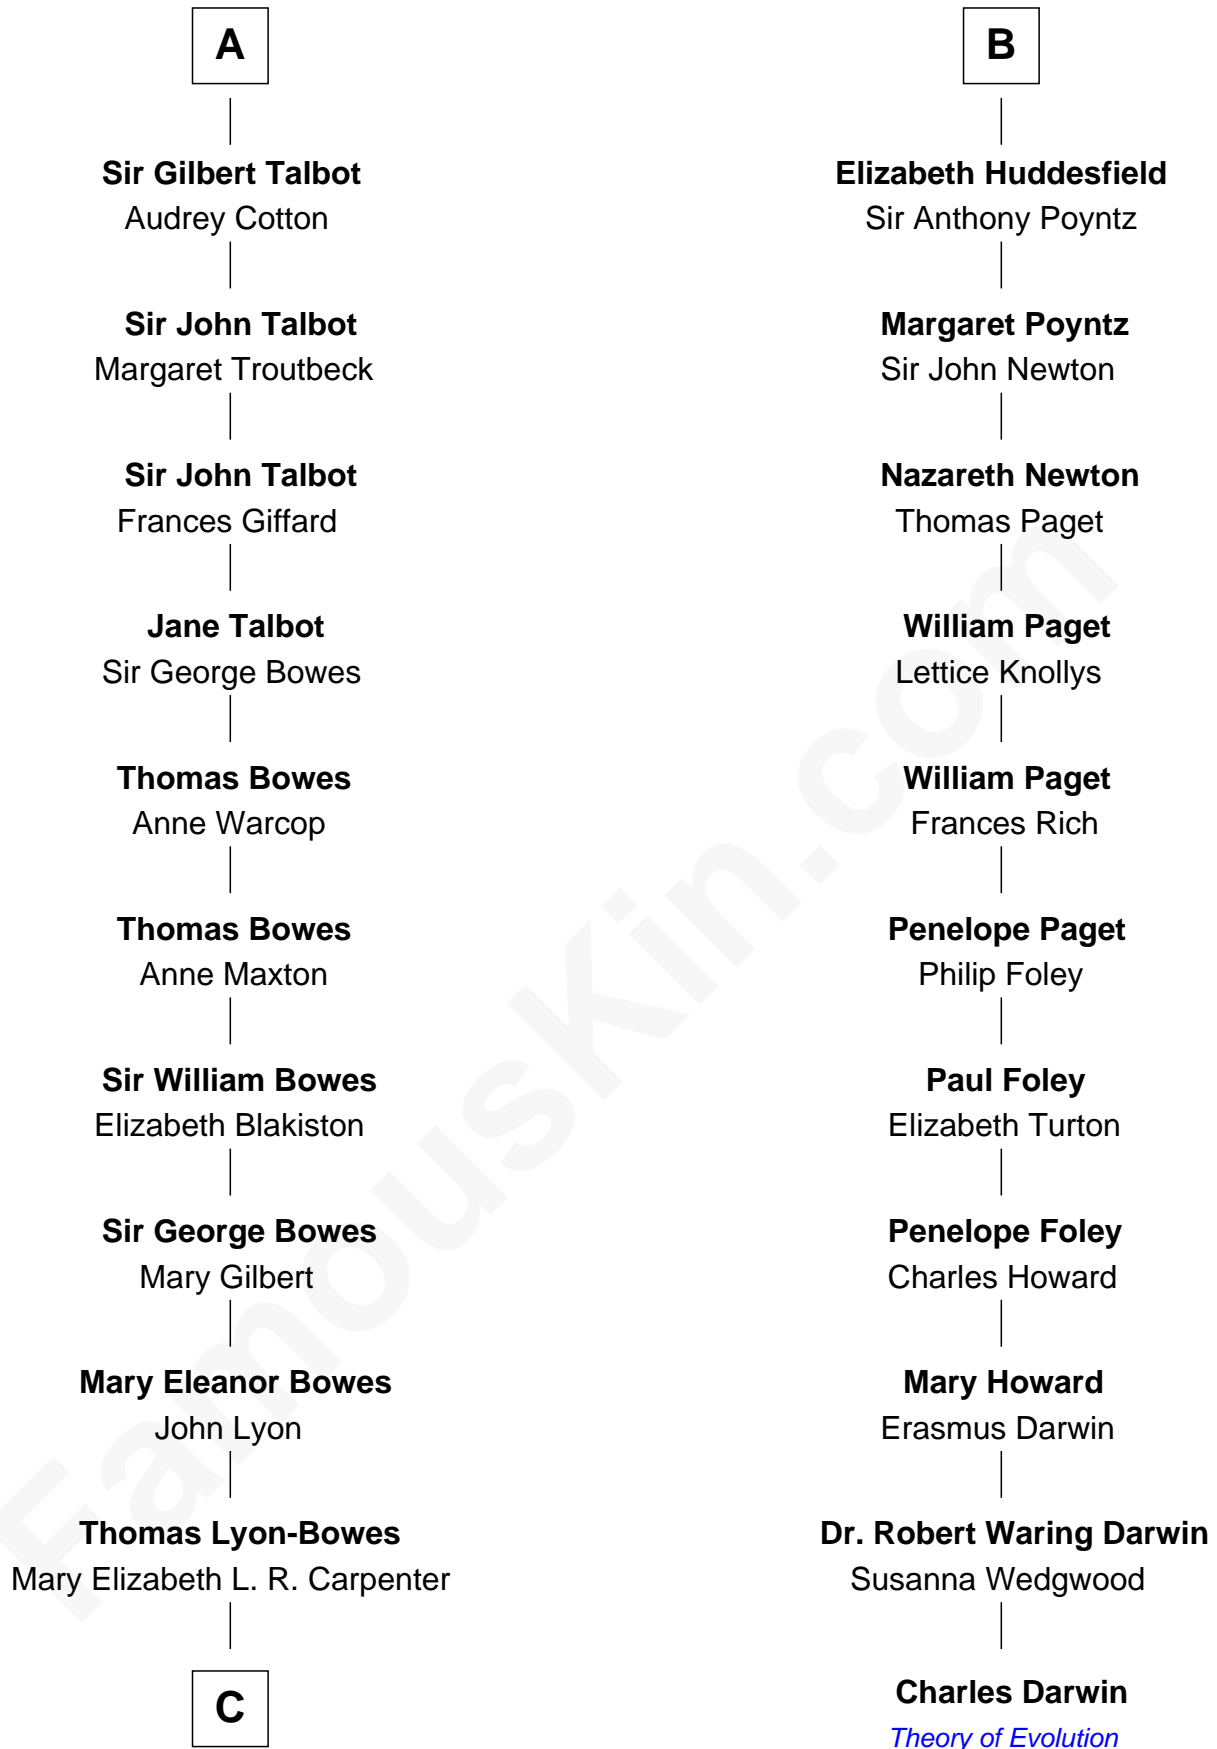 A
Sir Gilbert Talbot
Audrey Cotton
Sir John Talbot
Margaret Troutbeck
Sir John Talbot
Frances Giffard
Jane Talbot
Sir George Bowes
Thomas Bowes
Anne Warcop
Thomas Bowes
Anne Maxton
Sir William Bowes
Elizabeth Blakiston
Sir George Bowes
Mary Gilbert
Mary Eleanor Bowes
John Lyon
Thomas Lyon-Bowes
Mary Elizabeth L. R. Carpenter
C
B
Elizabeth Huddesfield
Sir Anthony Poyntz
Margaret Poyntz
Sir John Newton
Nazareth Newton
Thomas Paget
William Paget
Lettice Knollys
William Paget
Frances Rich
Penelope Paget
Philip Foley
Paul Foley
Elizabeth Turton
Penelope Foley
Charles Howard
Mary Howard
Erasmus Darwin
Dr. Robert Waring Darwin
Susanna Wedgwood
Charles Darwin
Theory of Evolution
FamousKin.com